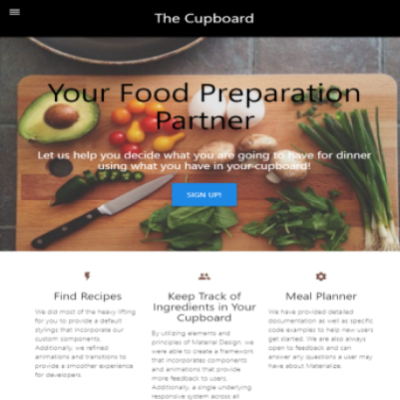 The Cupboard
Your Food Preparation
Partner
Let us help you decide what you are going to have for dinner
using what you have in your cupboard!
SIGN UP!
Find Recipes
We did most of the heavy lifting
for you to provide a default
stylings that incorporate our
custom components.
Additionally, we refined
animations and transitions to
provide a smoother experience
for developers.
Keep Track of
Ingredients in Your
Cupboard
By utilizing elements and
principles of Material Design, we
were able to create a framework
that incorporates components
and animations that provide
more feedback to users.
Additionally, a single underlying
responsive system across all
Meal Planner
We have provided detailed
documentation as well as specific
code examples to help new users
get started. We are also always
open to feedback and can
answer any questions a user may
have about Materialize.